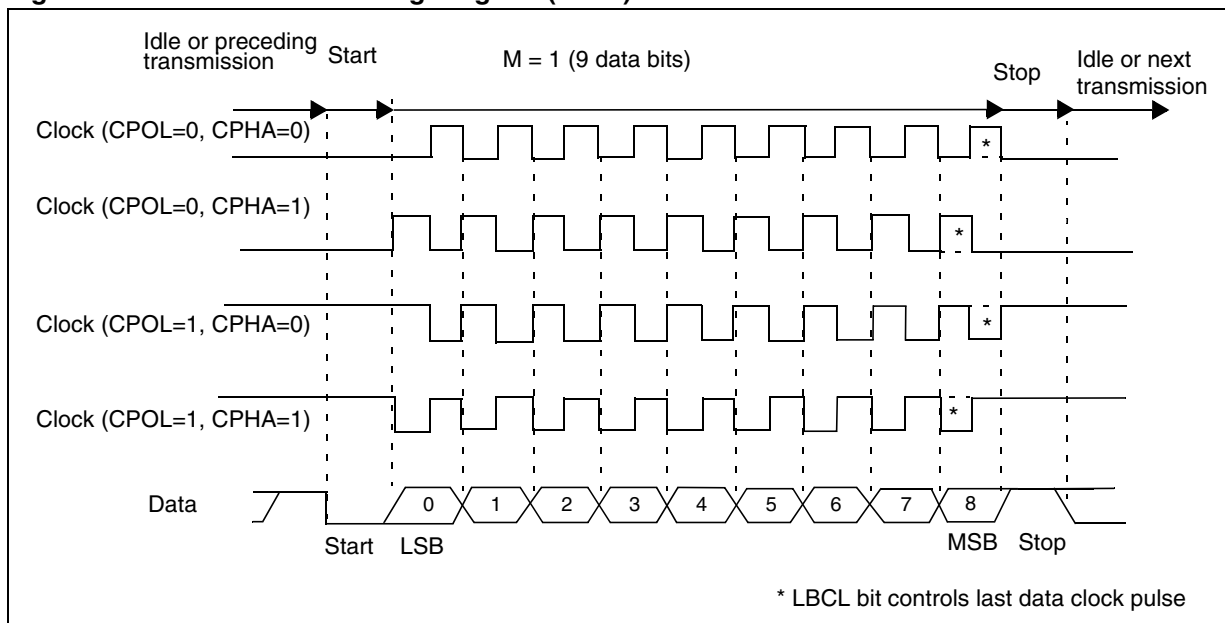 Idle or preceding
transmission
Start
M = 1 (9 data bits)
Stop
Idle or next
transmission
Clock (CPOL=0, CPHA=0)
*
Clock (CPOL=0, CPHA=1)
*
Clock (CPOL=1, CPHA=0)
*
Clock (CPOL=1, CPHA=1)
*
Data
0 1 2 3 4 5 6 7 8
Start LSB MSB Stop
* LBCL bit controls last data clock pulse